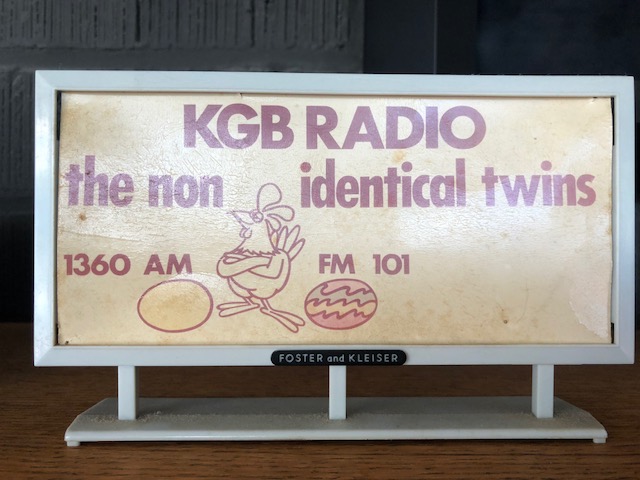 KGB RADIO
the non identical twins
1360 AM FM 101
FOSTER and KLEISER